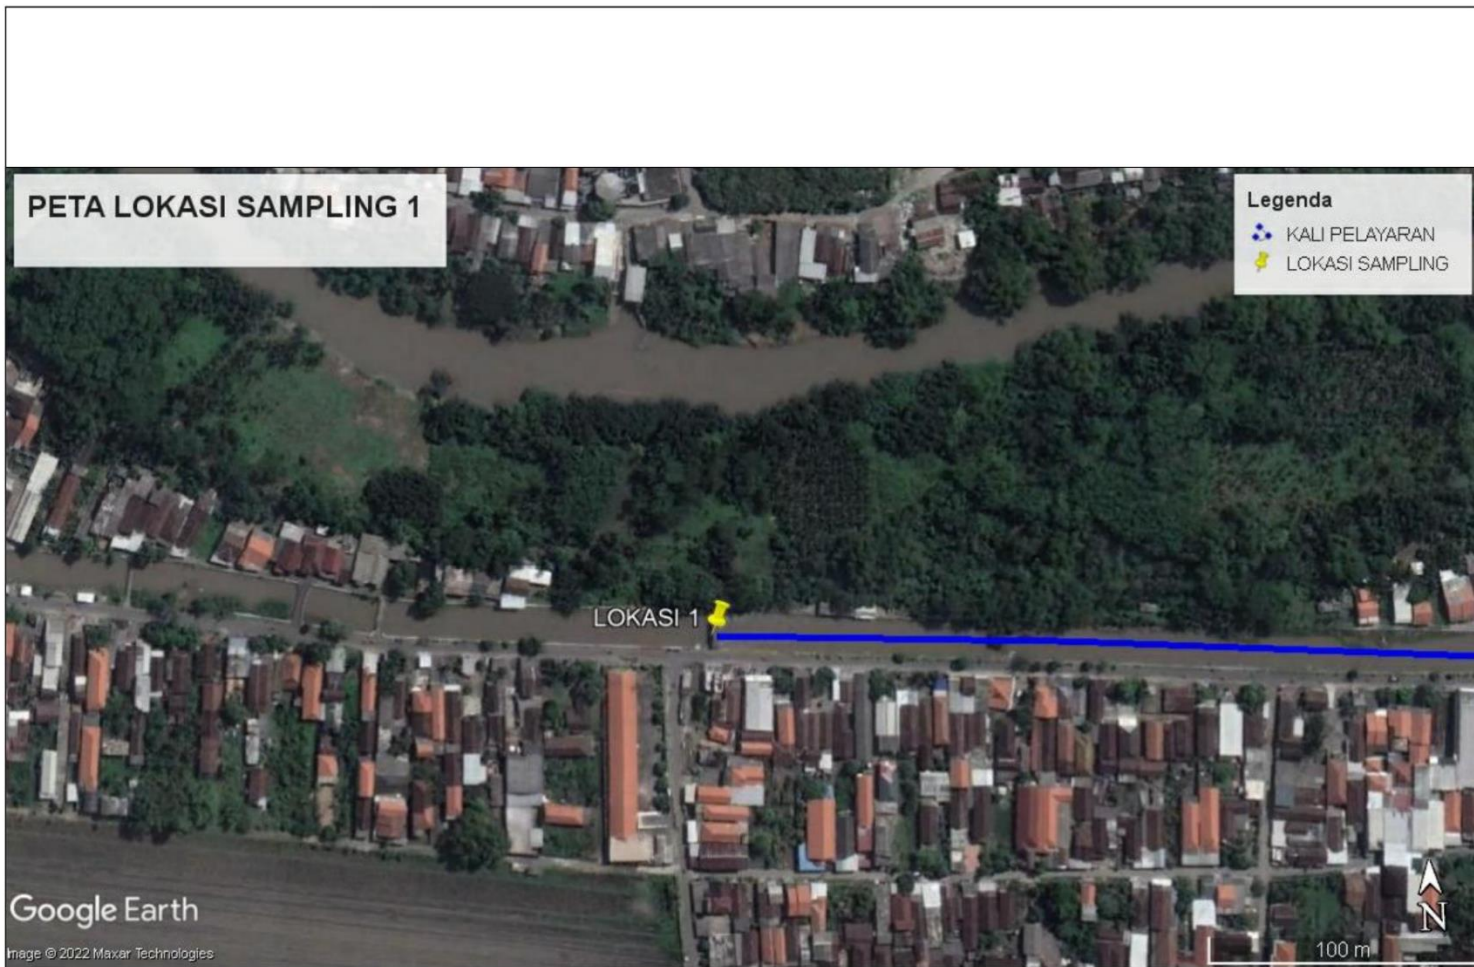 PETA LOKASI SAMPLING 1
Legenda
KALI PELAYARAN
LOKASI SAMPLING
LOKASI 1
Google Earth
Image © 2022 Maxar Technologies
N
100 m